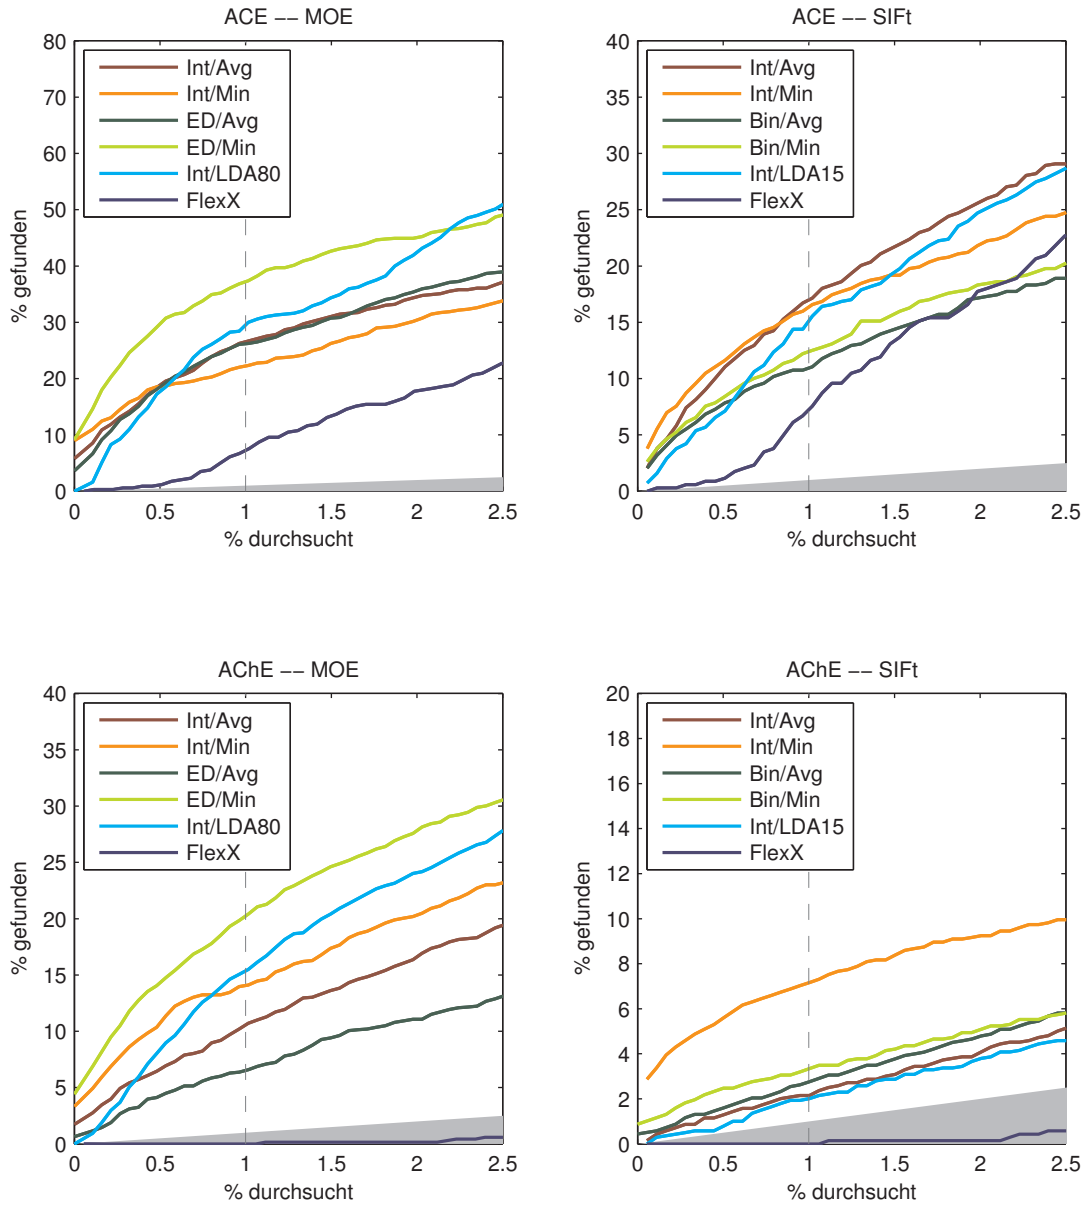 ACE −− MOE
80
70
60
50
40
30
20
10
0
% gefunden
Int/Avg
Int/Min
ED/Avg
ED/Min
Int/LDA80
FlexX
0 0.5 1 1.5 2 2.5
% durchsucht
ACE −− SIFt
40
35
30
25
20
15
10
5
0
% gefunden
Int/Avg
Int/Min
Bin/Avg
Bin/Min
Int/LDA15
FlexX
0 0.5 1 1.5 2 2.5
% durchsucht
AChE −− MOE
40
35
30
25
20
15
10
5
0
% gefunden
Int/Avg
Int/Min
ED/Avg
ED/Min
Int/LDA80
FlexX
0 0.5 1 1.5 2 2.5
% durchsucht
AChE −− SIFt
20
18
16
14
12
10
8
6
4
2
0
% gefunden
Int/Avg
Int/Min
Bin/Avg
Bin/Min
Int/LDA15
FlexX
0 0.5 1 1.5 2 2.5
% durchsucht